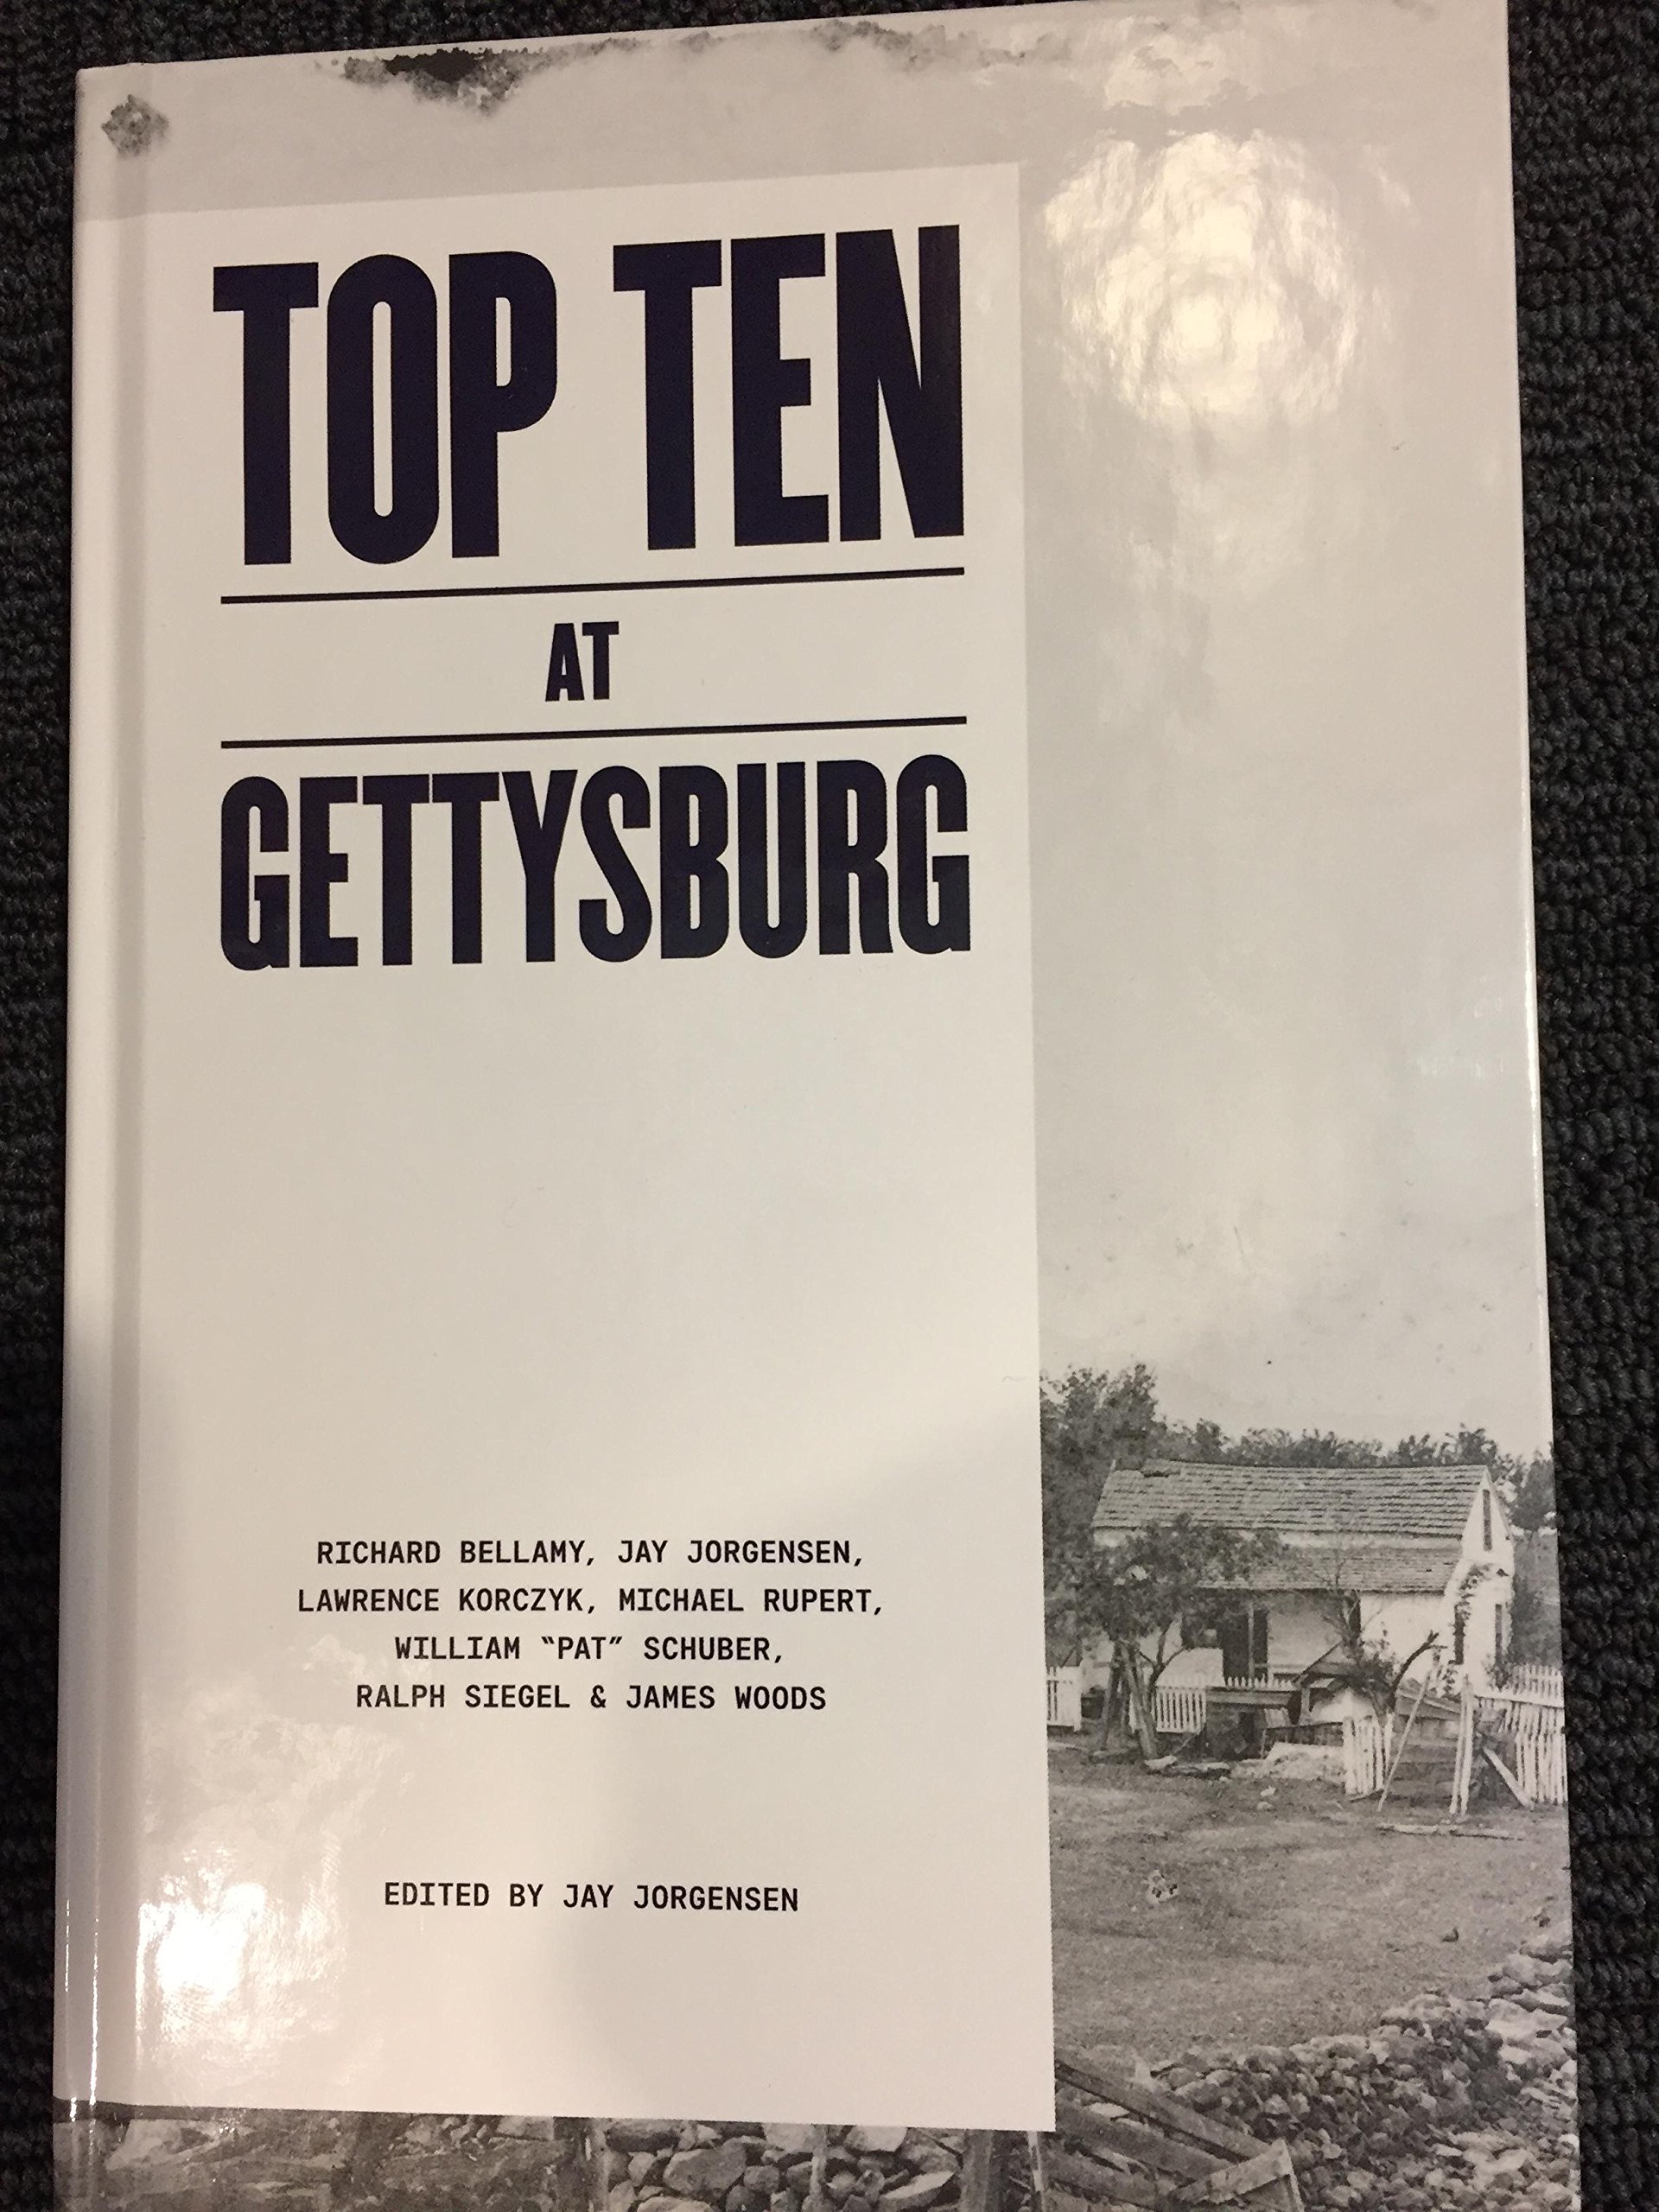 TOP TEN
AT
GETTYSBURG
RICHARD BELLAMY, JAY JORGENSEN,
LAWRENCE KORCZYK, MICHAEL RUPERT,
WILLIAM “PAT” SCHUBER,
RALPH SIEGEL & JAMES WOODS
EDITED BY JAY JORGENSEN